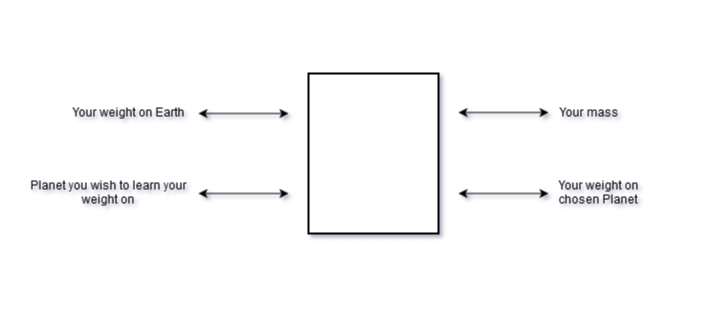 Your weight on Earth
Your mass
Planet you wish to learn your
weight on
Your weight on
chosen Planet